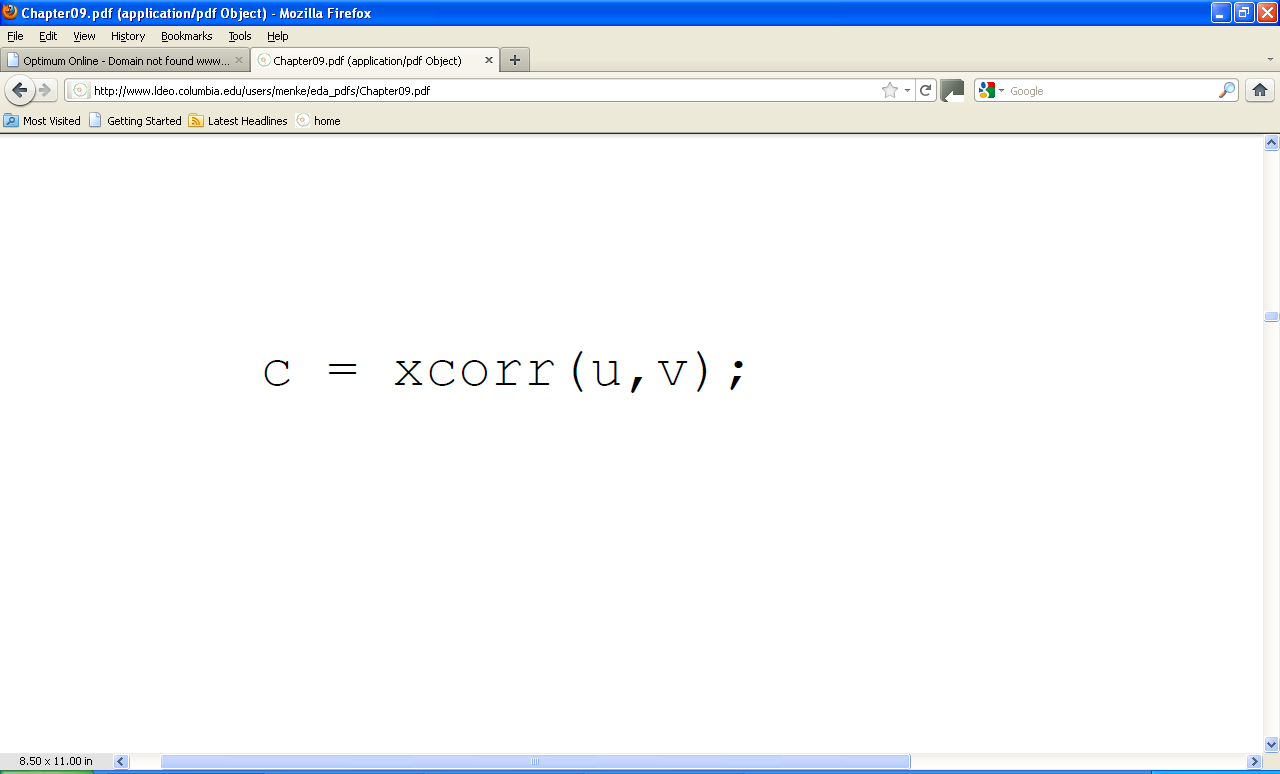 Chapter09.pdf (application/pdf Object) - Mozilla Firefox
File Edit View History Bookmarks Tools Help
Optimum Online - Domain not found www... Chapter09.pdf (application/pdf Object)
http://www.ldeo.columbia.edu/users/menke/eda_pdfs/Chapter09.pdf Google
Most Visited Getting Started Latest Headlines home
c = xcorr(u,v);
8.50 x 11.00 in